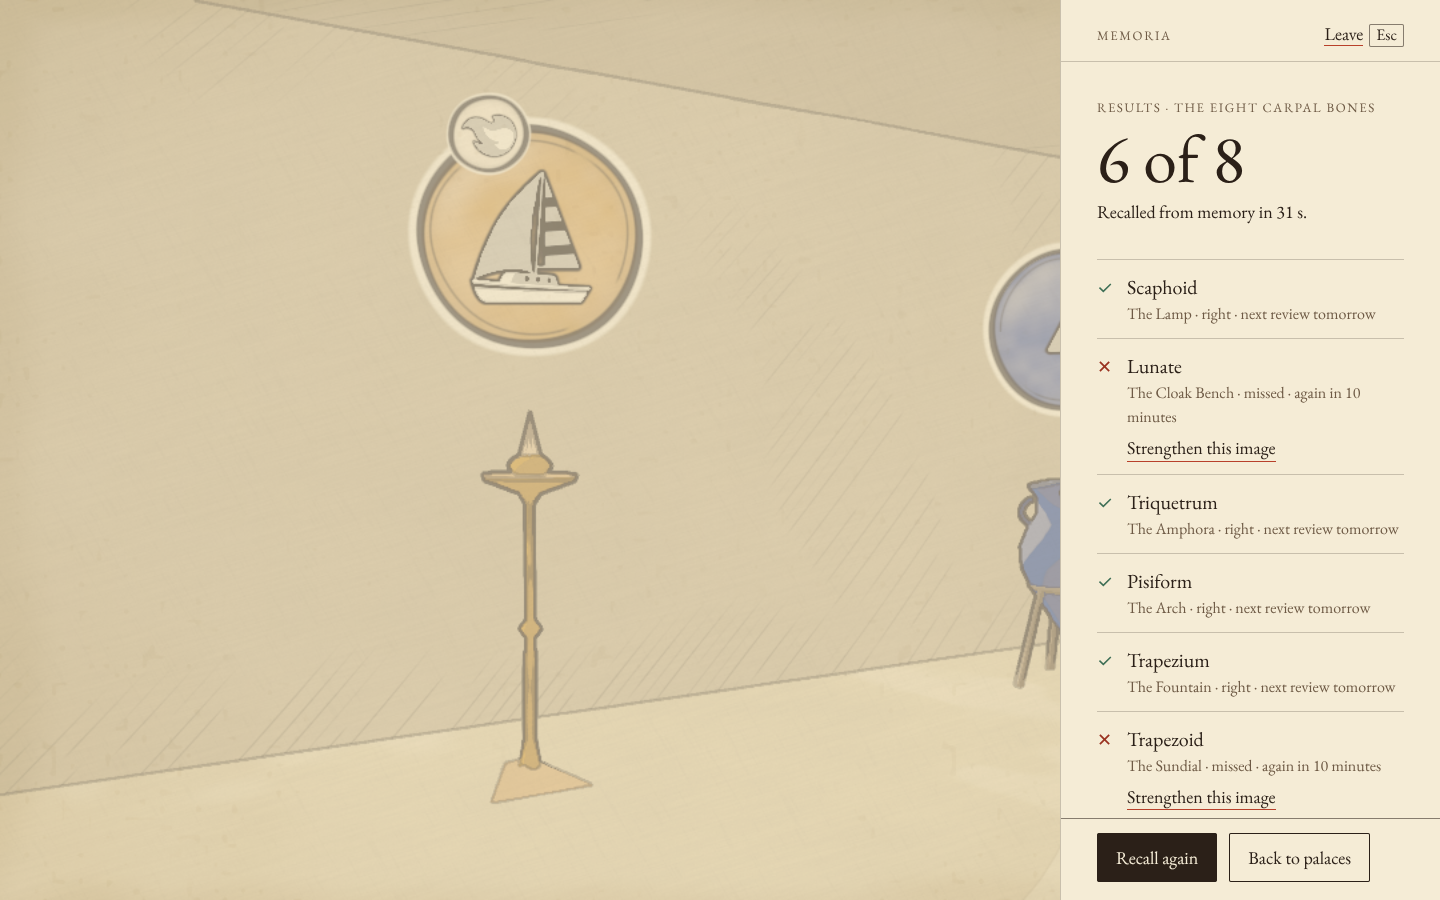 MEMORIA
Leave Esc
RESULTS · THE EIGHT CARPAL BONES
6 of 8
Recalled from memory in 31 s.
Scaphoid
The Lamp · right · next review tomorrow
Lunate
The Cloak Bench · missed · again in 10
minutes
Strengthen this image
Triquetrum
The Amphora · right · next review tomorrow
Pisiform
The Arch · right · next review tomorrow
Trapezium
The Fountain · right · next review tomorrow
Trapezoid
The Sundial · missed · again in 10 minutes
Strengthen this image
Recall again
Back to palaces